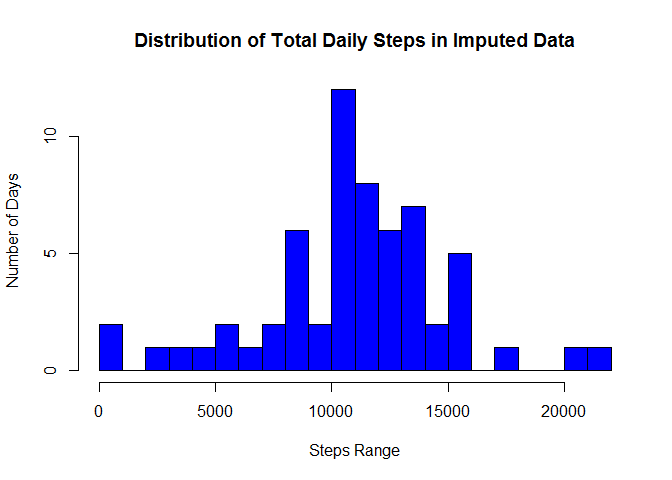 Distribution of Total Daily Steps in Imputed Data
Number of Days
10
5
0
0 5000 10000 15000 20000
Steps Range